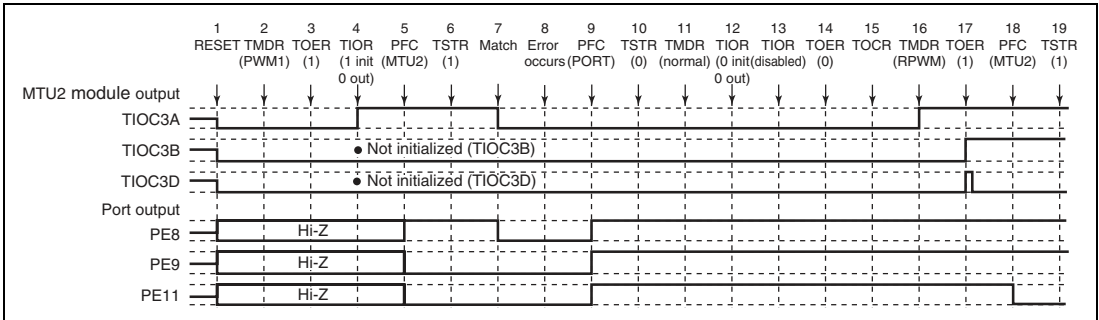 1 2 3 4 5 6 7 8 9 10 11 12 13 14 15 16 17 18 19
RESET TMDR TOER TIOR PFC TSTR Match Error PFC TSTR TMDR TIOR TIOR TOER TOCR TMDR TOER PFC TSTR
(PWM1) (1) (1 init (MTU2) (1) occurs (PORT) (0) (normal) (0 init (disabled) (0) (RPWM) (1) (MTU2) (1)
0 out) 0 out)
MTU2 module output
TIOC3A
TIOC3B • Not initialized (TIOC3B)
TIOC3D • Not initialized (TIOC3D)
Port output
PE8 Hi-Z
PE9 Hi-Z
PE11 Hi-Z